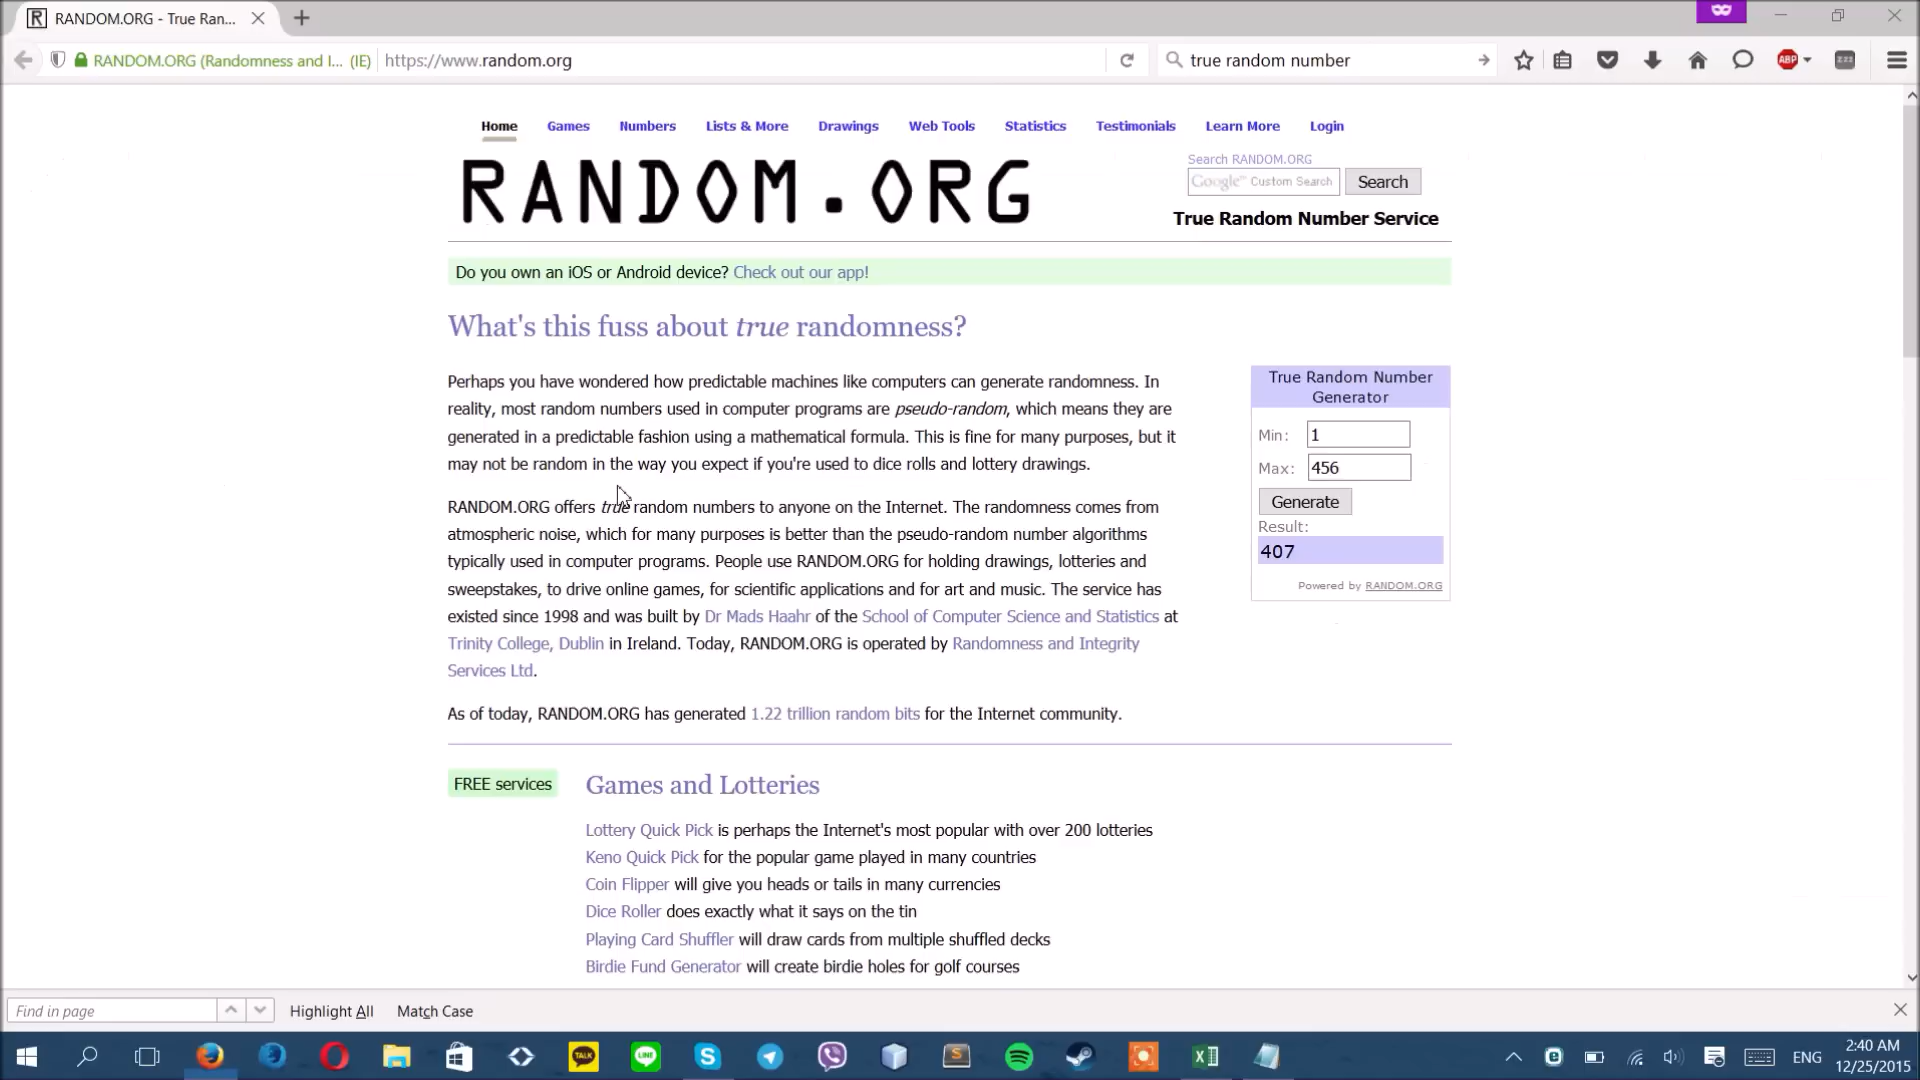 RANDOM.ORG - True Ran...
RANDOM.ORG (Randomness and I... (IE)
https://www.random.org
true random number
ABP
Home Games Numbers Lists & More Drawings Web Tools Statistics Testimonials Learn More Login
RANDOM.ORG
Search RANDOM.ORG
Google™ Custom Search
Search
True Random Number Service
Do you own an iOS or Android device? Check out our app!
What's this fuss about true randomness?
Perhaps you have wondered how predictable machines like computers can generate randomness. In
reality, most random numbers used in computer programs are pseudo-random, which means they are
generated in a predictable fashion using a mathematical formula. This is fine for many purposes, but it
may not be random in the way you expect if you're used to dice rolls and lottery drawings.
RANDOM.ORG offers true random numbers to anyone on the Internet. The randomness comes from
atmospheric noise, which for many purposes is better than the pseudo-random number algorithms
typically used in computer programs. People use RANDOM.ORG for holding drawings, lotteries and
sweepstakes, to drive online games, for scientific applications and for art and music. The service has
existed since 1998 and was built by Dr Mads Haahr of the School of Computer Science and Statistics at
Trinity College, Dublin in Ireland. Today, RANDOM.ORG is operated by Randomness and Integrity
Services Ltd.
As of today, RANDOM.ORG has generated 1.22 trillion random bits for the Internet community.
True Random Number
Generator
Min: 1
Max: 456
Generate
Result:
407
Powered by RANDOM.ORG
FREE services
Games and Lotteries
Lottery Quick Pick is perhaps the Internet's most popular with over 200 lotteries
Keno Quick Pick for the popular game played in many countries
Coin Flipper will give you heads or tails in many currencies
Dice Roller does exactly what it says on the tin
Playing Card Shuffler will draw cards from multiple shuffled decks
Birdie Fund Generator will create birdie holes for golf courses
Find in page
Highlight All
Match Case
TALK
LINE
ENG
2:40 AM
12/25/2015